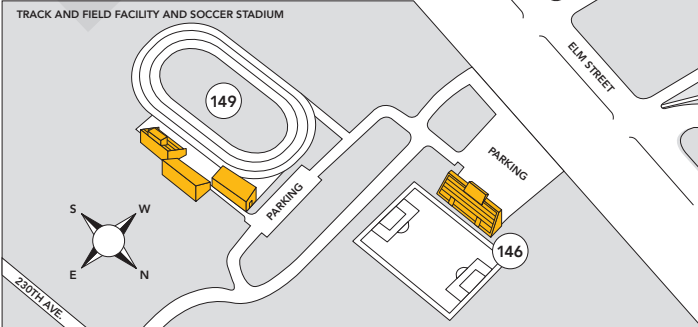 TRACK AND FIELD FACILITY AND SOCCER STADIUM
ELM STREET
149
PARKING
PARKING
S W
E N
146
230TH AVE.